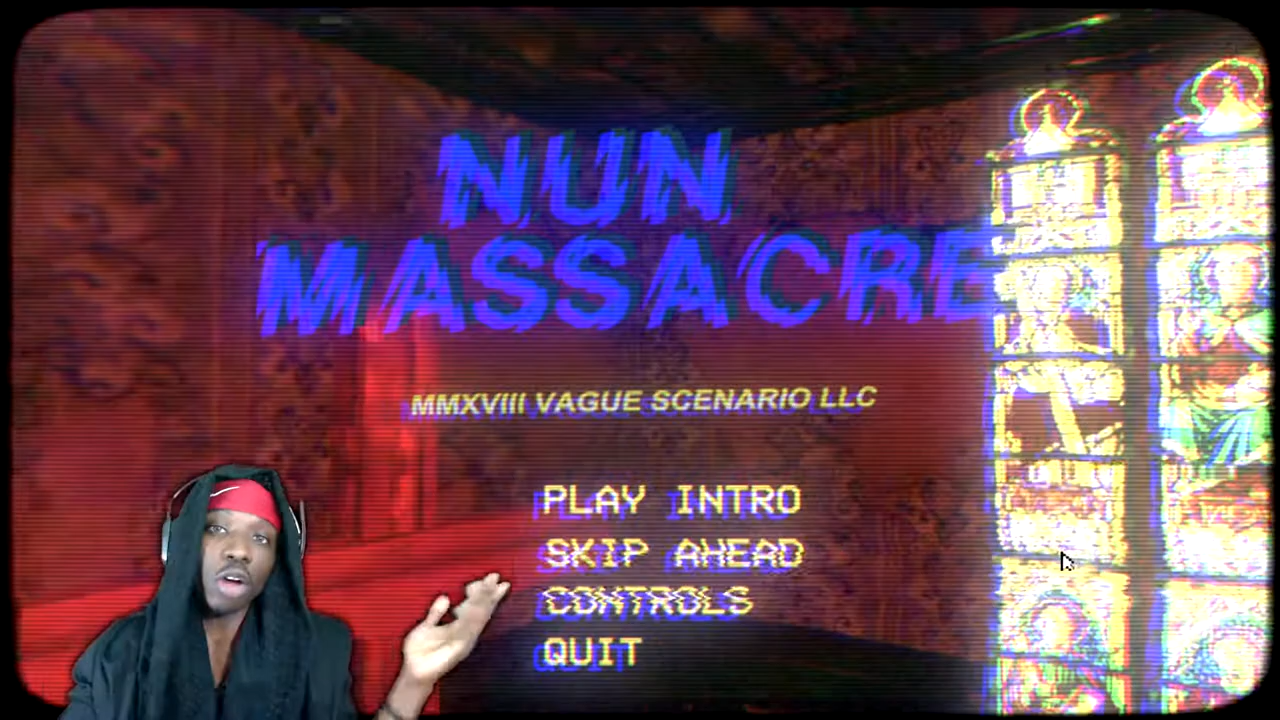 NUN
MASSACRE
MMXVIII VAGUE SCENARIO LLC
PLAY INTRO
SKIP AHEAD
CONTROLS
QUIT